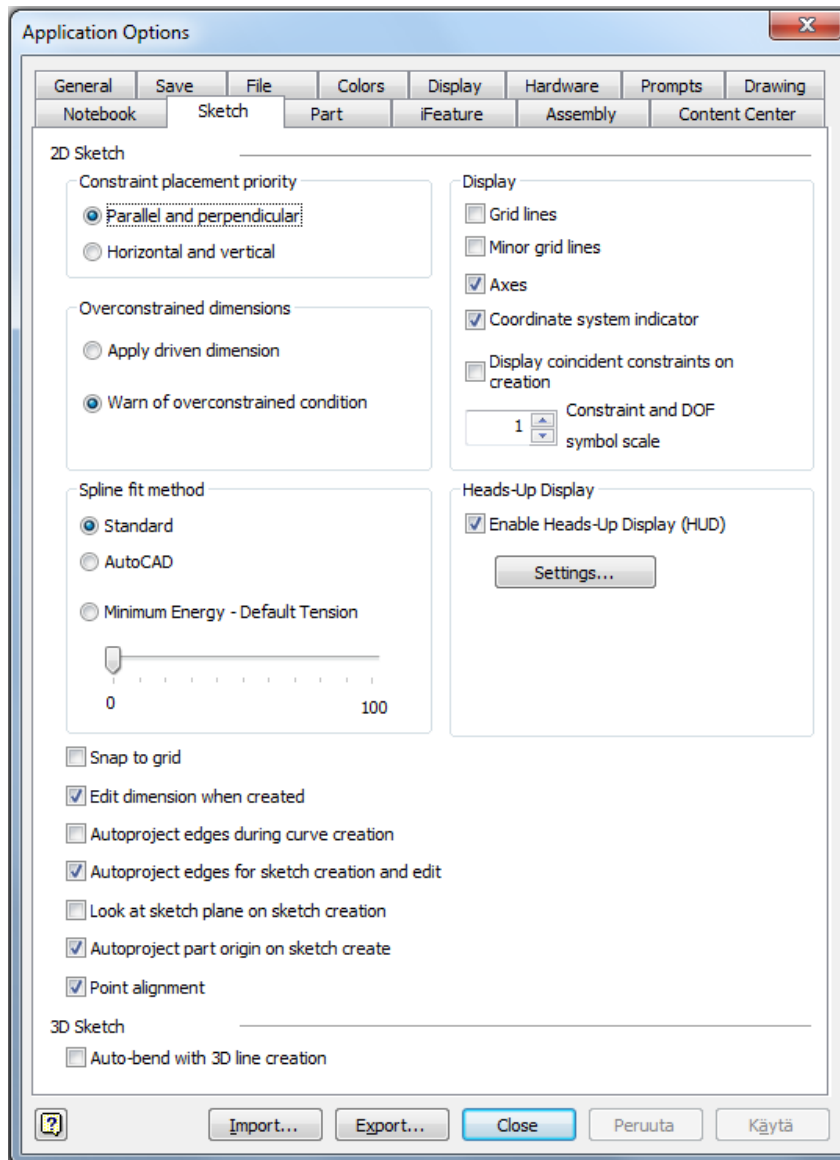 Application Options
General Save File Colors Display Hardware Prompts Drawing
Notebook Sketch Part iFeature Assembly Content Center
2D Sketch
Constraint placement priority
Parallel and perpendicular
Horizontal and vertical
Overconstrained dimensions
Apply driven dimension
Warn of overconstrained condition
Display
Grid lines
Minor grid lines
Axes
Coordinate system indicator
Display coincident constraints on
creation
1 Constraint and DOF
symbol scale
Spline fit method
Standard
AutoCAD
Minimum Energy - Default Tension
0 100
Heads-Up Display
Enable Heads-Up Display (HUD)
Settings...
Snap to grid
Edit dimension when created
Autoproject edges during curve creation
Autoproject edges for sketch creation and edit
Look at sketch plane on sketch creation
Autoproject part origin on sketch create
Point alignment
3D Sketch
Auto-bend with 3D line creation
? Import... Export... Close Peruuta Käytä